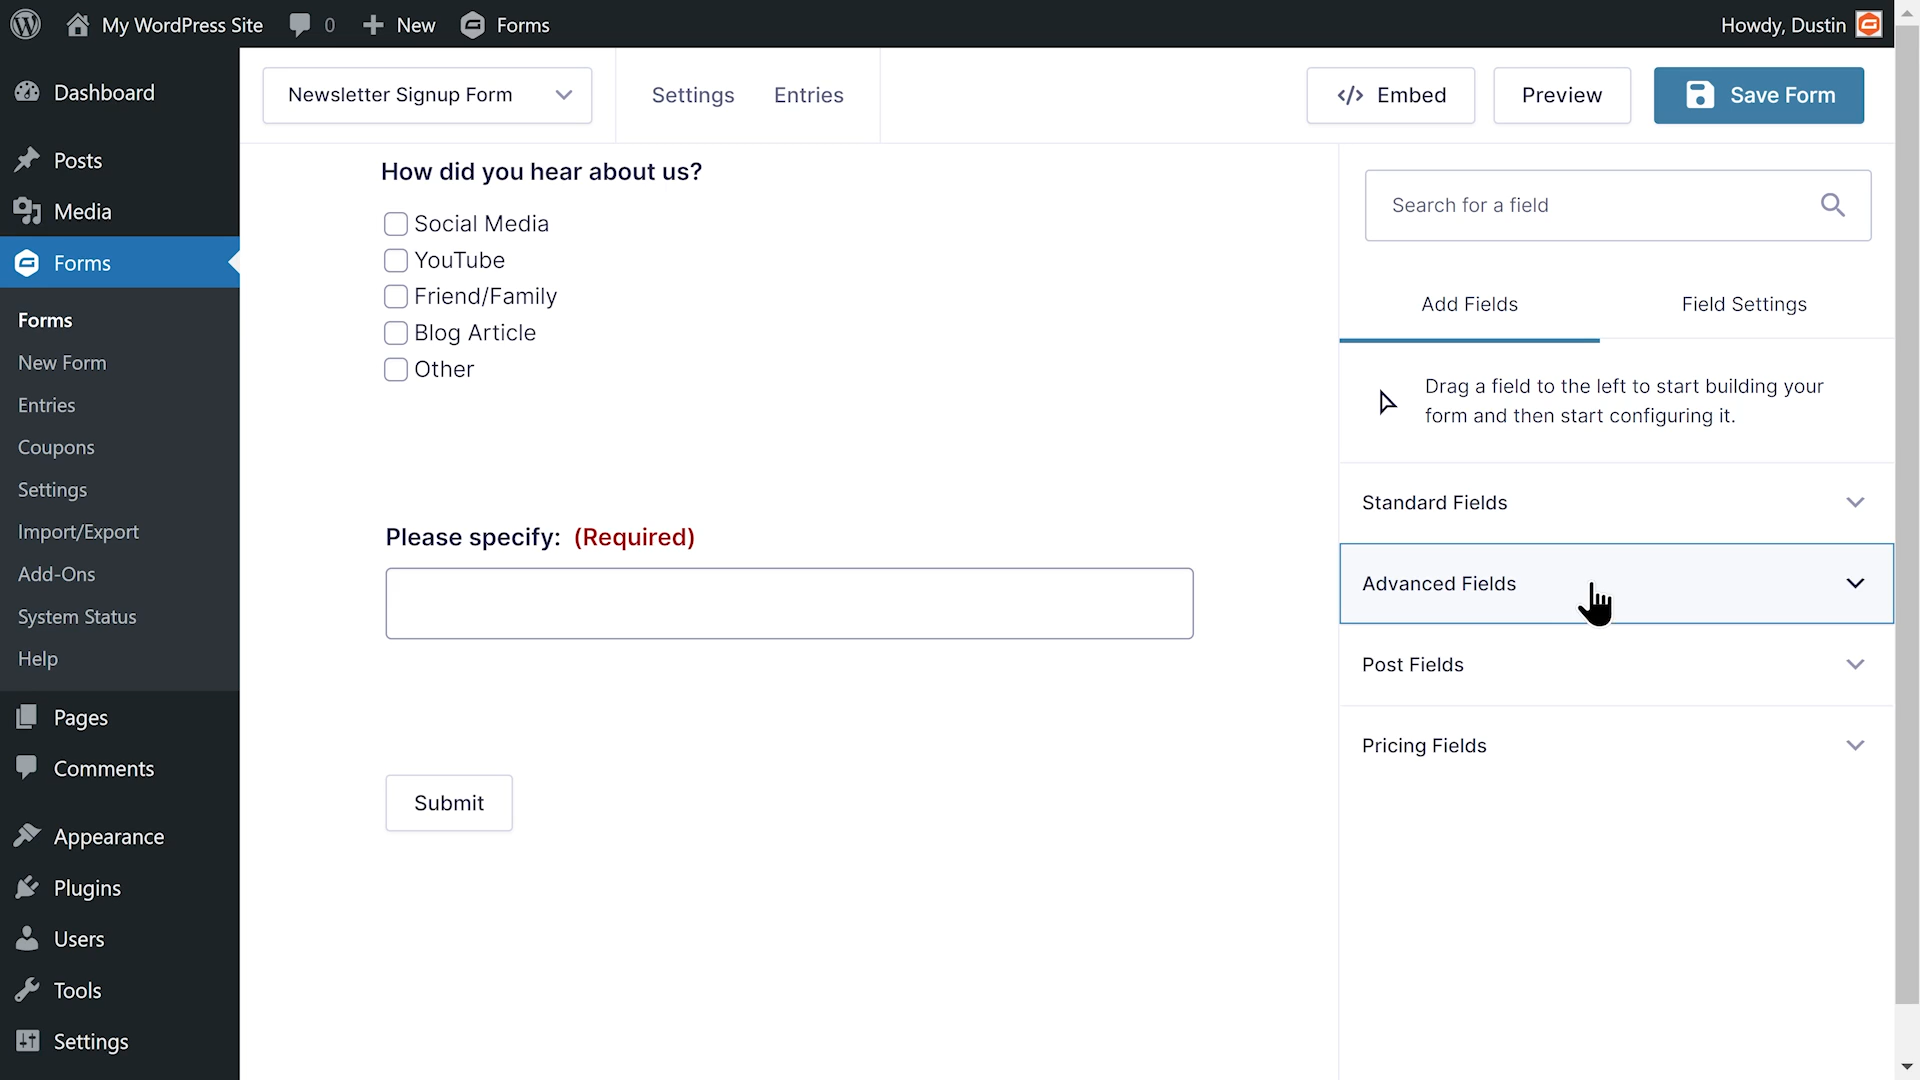 My WordPress Site
0
New
Forms
Howdy, Dustin
Dashboard
Posts
Media
Forms
Forms
New Form
Entries
Coupons
Settings
Import/Export
Add-Ons
System Status
Help
Pages
Comments
Appearance
Plugins
Users
Tools
Settings
Newsletter Signup Form
Settings
Entries
</> Embed
Preview
Save Form
How did you hear about us?
Social Media
YouTube
Friend/Family
Blog Article
Other
Please specify: (Required)
Submit
Search for a field
Add Fields
Field Settings
Drag a field to the left to start building your
form and then start configuring it.
Standard Fields
Advanced Fields
Post Fields
Pricing Fields